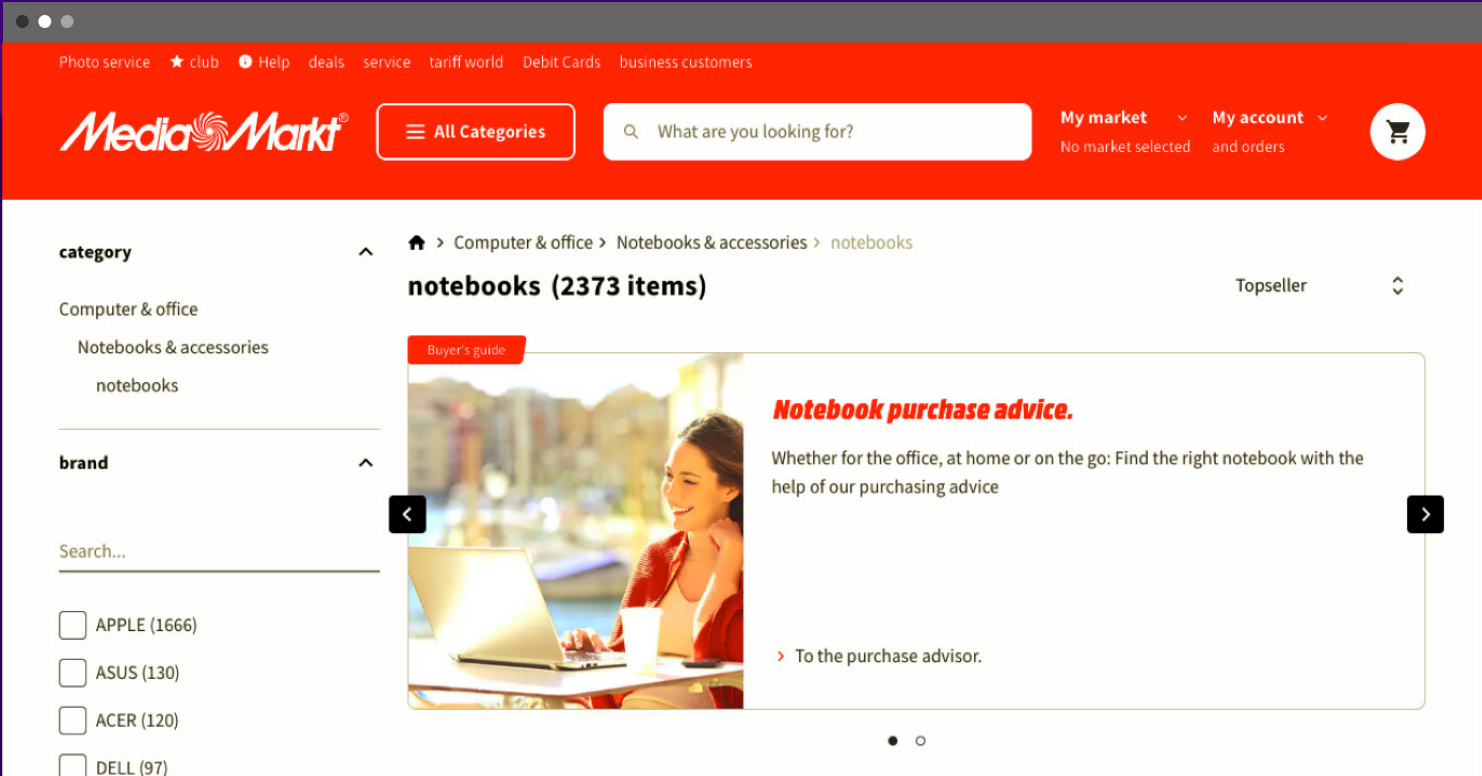 Photo service club Help deals service tariff world Debit Cards business customers
MediaMarkt®
All Categories
What are you looking for?
My market
No market selected
My account
and orders
category
Computer & office
Notebooks & accessories
notebooks
brand
Search...
APPLE (1666)
ASUS (130)
ACER (120)
DELL (97)
Computer & office Notebooks & accessories notebooks
notebooks (2373 items)
Topseller
Buyer's guide
Notebook purchase advice.
Whether for the office, at home or on the go: Find the right notebook with the
help of our purchasing advice
To the purchase advisor.